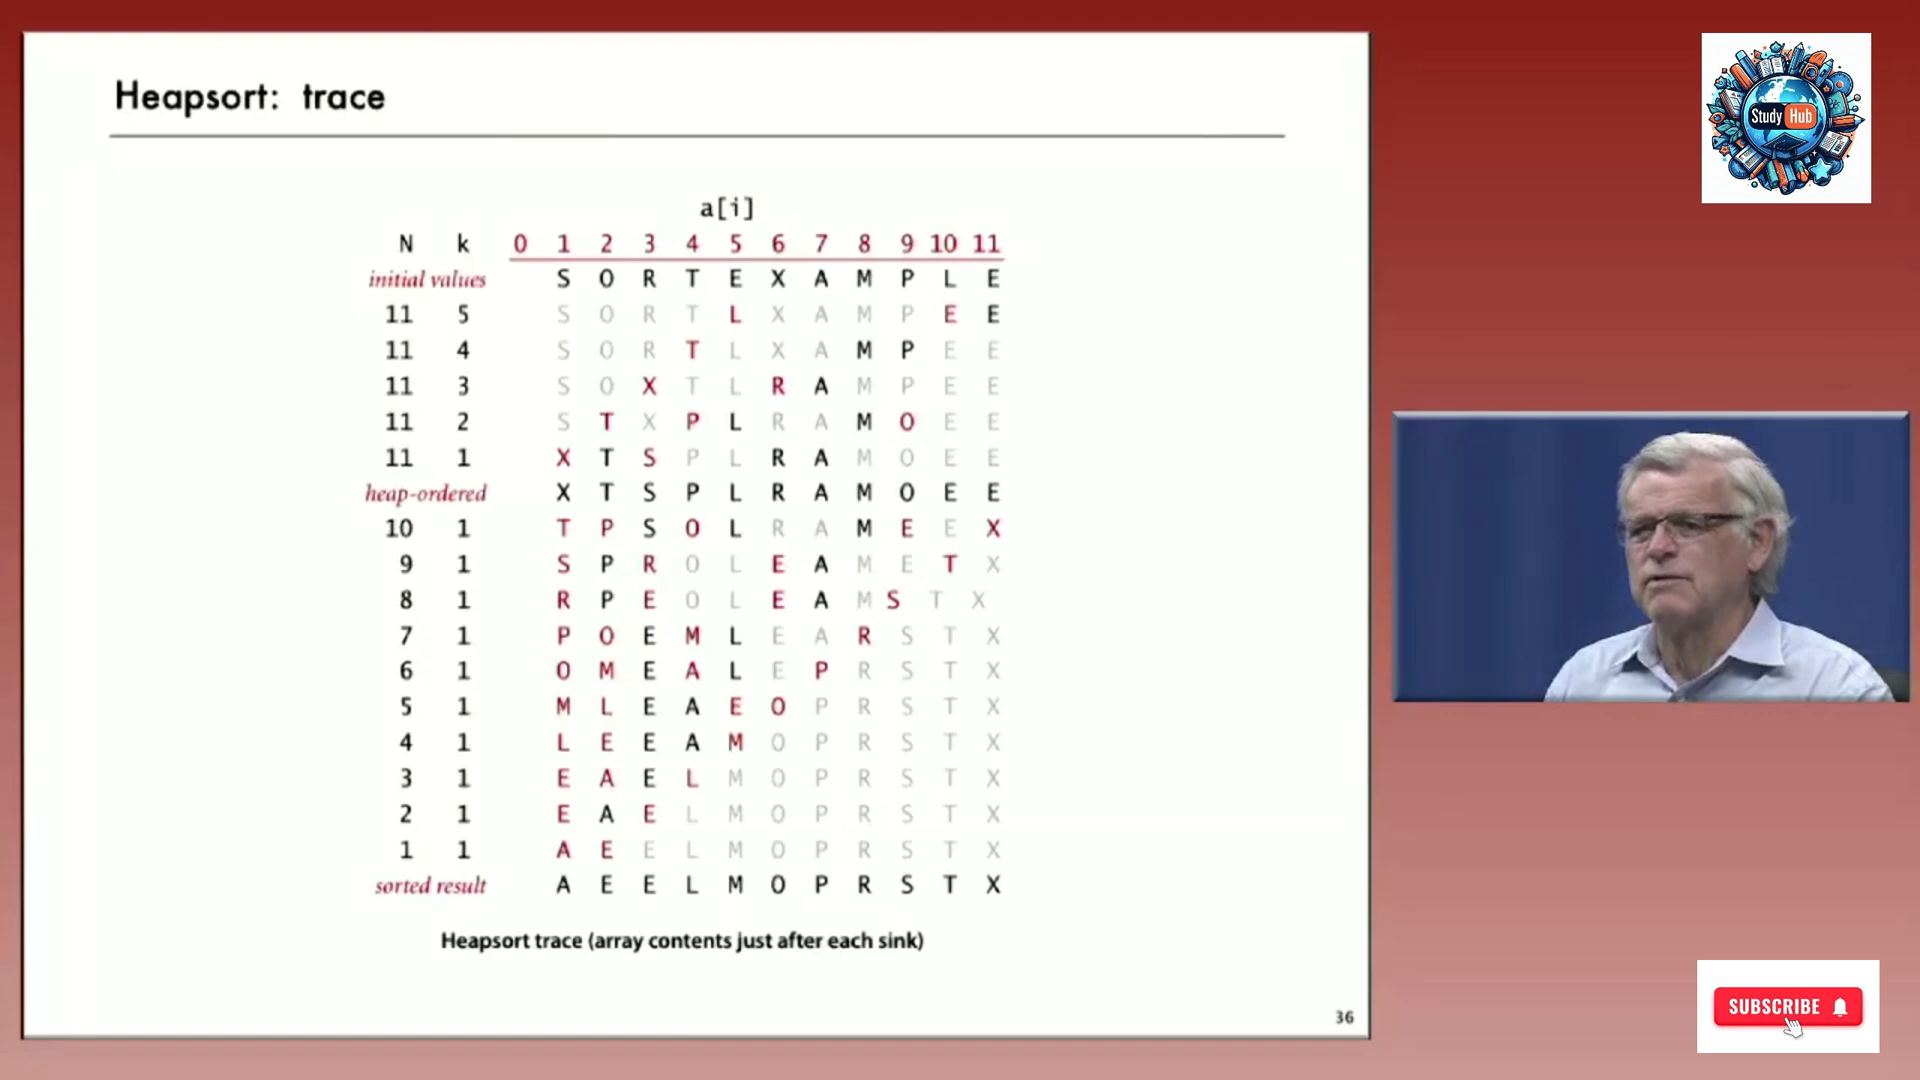 Heapsort: trace
a[i]
N k 0 1 2 3 4 5 6 7 8 9 10 11
initial values S O R T E X A M P L E
11 5 S O R T L X A M P E E
11 4 S O R T L X A M P E E
11 3 S O X T L R A M P E E
11 2 S T X P L R A M O E E
11 1 X T S P L R A M O E E
heap-ordered X T S P L R A M O E E
10 1 T P S O L R A M E E X
9 1 S P R O L E A M E T X
8 1 R P E O L E A M S T X
7 1 P O E M L E A R S T X
6 1 O M E A L E P R S T X
5 1 M L E A E O P R S T X
4 1 L E E A M O P R S T X
3 1 E A E L M O P R S T X
2 1 E A E L M O P R S T X
1 1 A E E L M O P R S T X
sorted result A E E L M O P R S T X
Heapsort trace (array contents just after each sink)
36
Study Hub
SUBSCRIBE